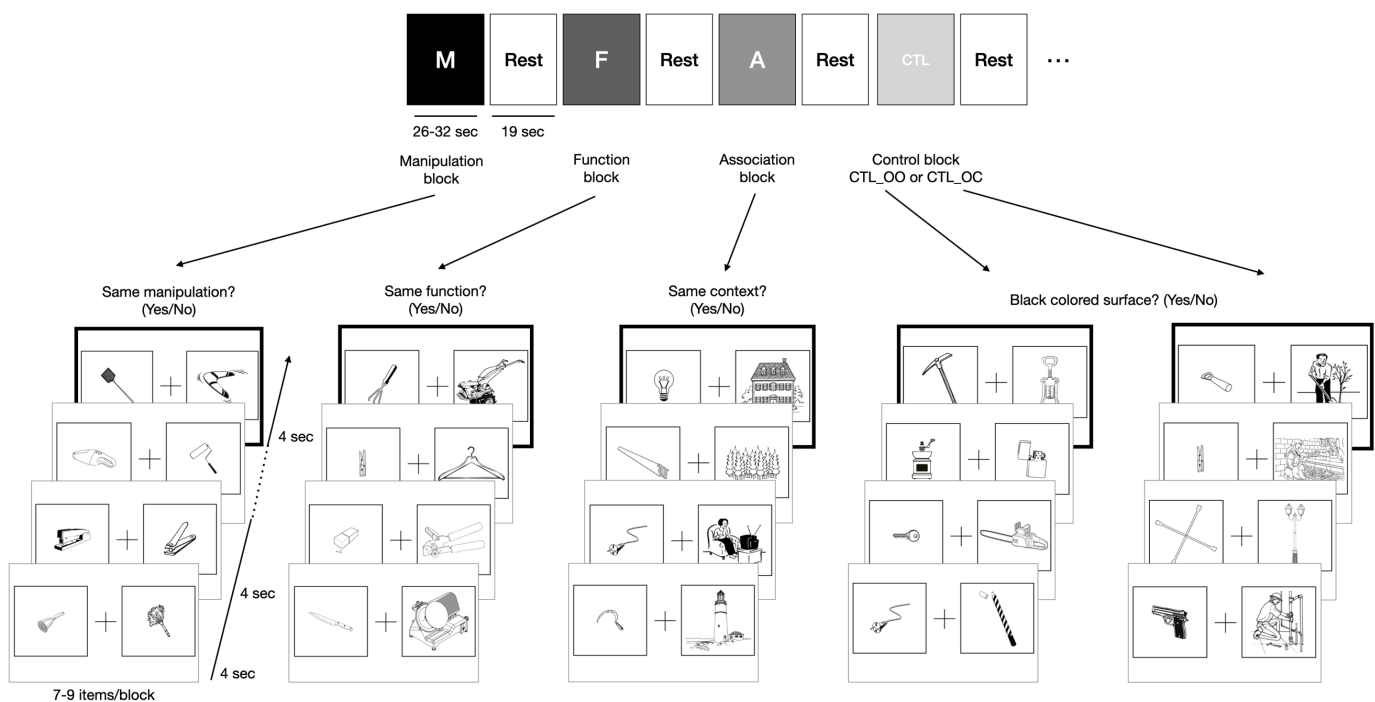 M
Rest
F
Rest
A
Rest
CTL
Rest
...
26-32 sec
19 sec
Manipulation
block
Function
block
Association
block
Control block
CTL_OO or CTL_OC
Same manipulation?
(Yes/No)
Same function?
(Yes/No)
Same context?
(Yes/No)
Black colored surface? (Yes/No)
4 sec
4 sec
4 sec
7-9 items/block